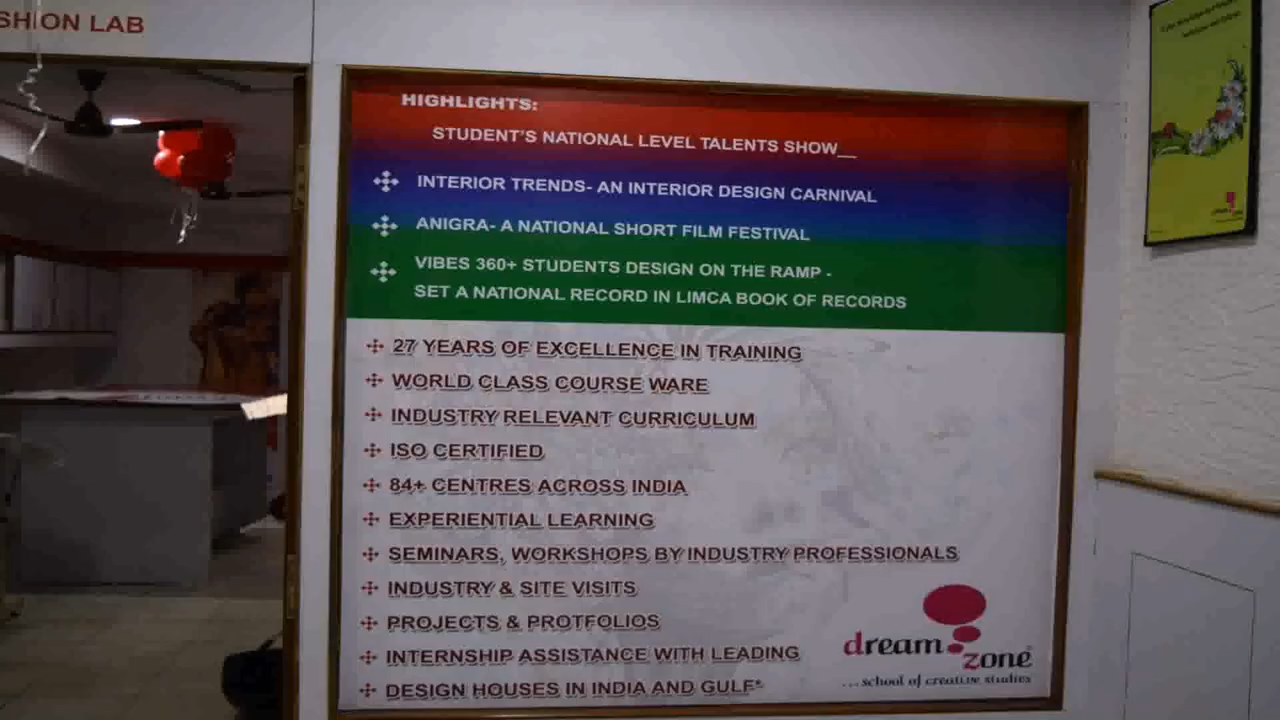 SHION LAB
HIGHLIGHTS:
STUDENT'S NATIONAL LEVEL TALENTS SHOW__
INTERIOR TRENDS- AN INTERIOR DESIGN CARNIVAL
ANIGRA- A NATIONAL SHORT FILM FESTIVAL
VIBES 360+ STUDENTS DESIGN ON THE RAMP -
SET A NATIONAL RECORD IN LIMCA BOOK OF RECORDS
27 YEARS OF EXCELLENCE IN TRAINING
WORLD CLASS COURSE WARE
INDUSTRY RELEVANT CURRICULUM
ISO CERTIFIED
84+ CENTRES ACROSS INDIA
EXPERIENTIAL LEARNING
SEMINARS, WORKSHOPS BY INDUSTRY PROFESSIONALS
INDUSTRY & SITE VISITS
PROJECTS & PROTFOLIOS
INTERNSHIP ASSISTANCE WITH LEADING
DESIGN HOUSES IN INDIA AND GULF*
dream zone
...school of creative studies